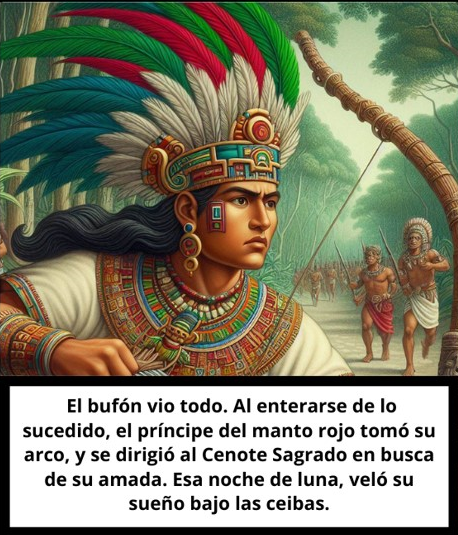 El bufón vio todo. Al enterarse de lo
sucedido, el príncipe del manto rojo tomó su
arco, y se dirigió al Cenote Sagrado en busca
de su amada. Esa noche de luna, veló su
sueño bajo las ceibas.